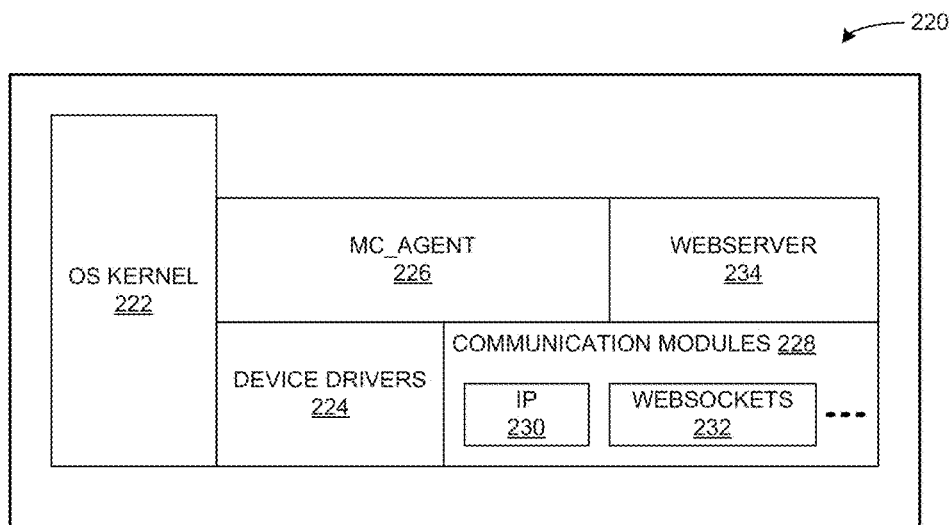 220
OS KERNEL
222
MC_AGENT
226
WEBSERVER
234
DEVICE DRIVERS
224
COMMUNICATION MODULES 228
IP
230
WEBSOCKETS
232